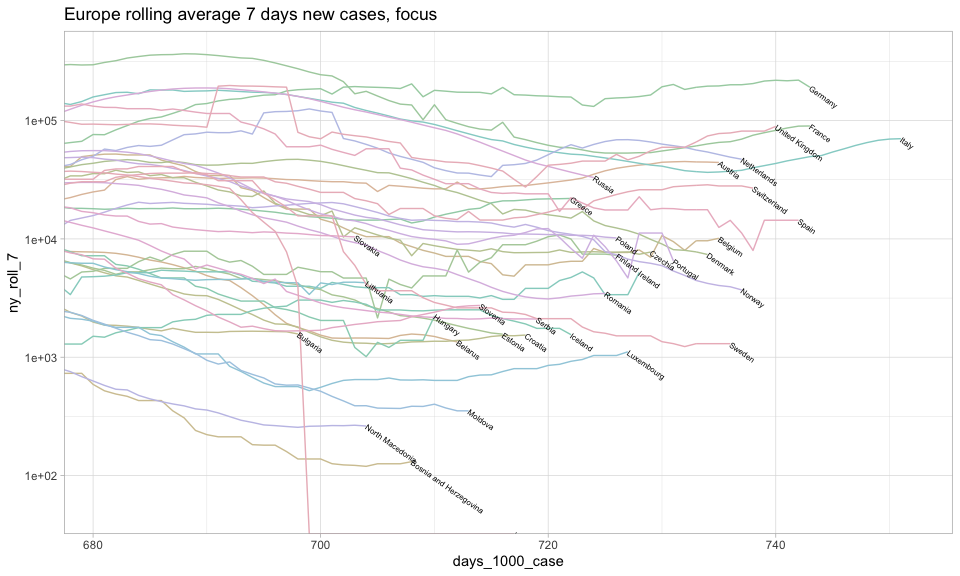 Europe rolling average 7 days new cases, focus
ny_roll_7
1e+05
1e+04
1e+03
1e+02
Germany
France
United Kingdom
Italy
Netherlands
Austria
Russia
Switzerland
Greece
Spain
Belgium
Poland
Slovakia
Czechia
Denmark
Portugal
Finland
Ireland
Lithuania
Norway
Romania
Slovenia
Hungary
Serbia
Iceland
Estonia
Croatia
Bulgaria
Belarus
Sweden
Luxembourg
Moldova
North Macedonia
Bosnia and Herzegovina
680
700
720
740
days_1000_case